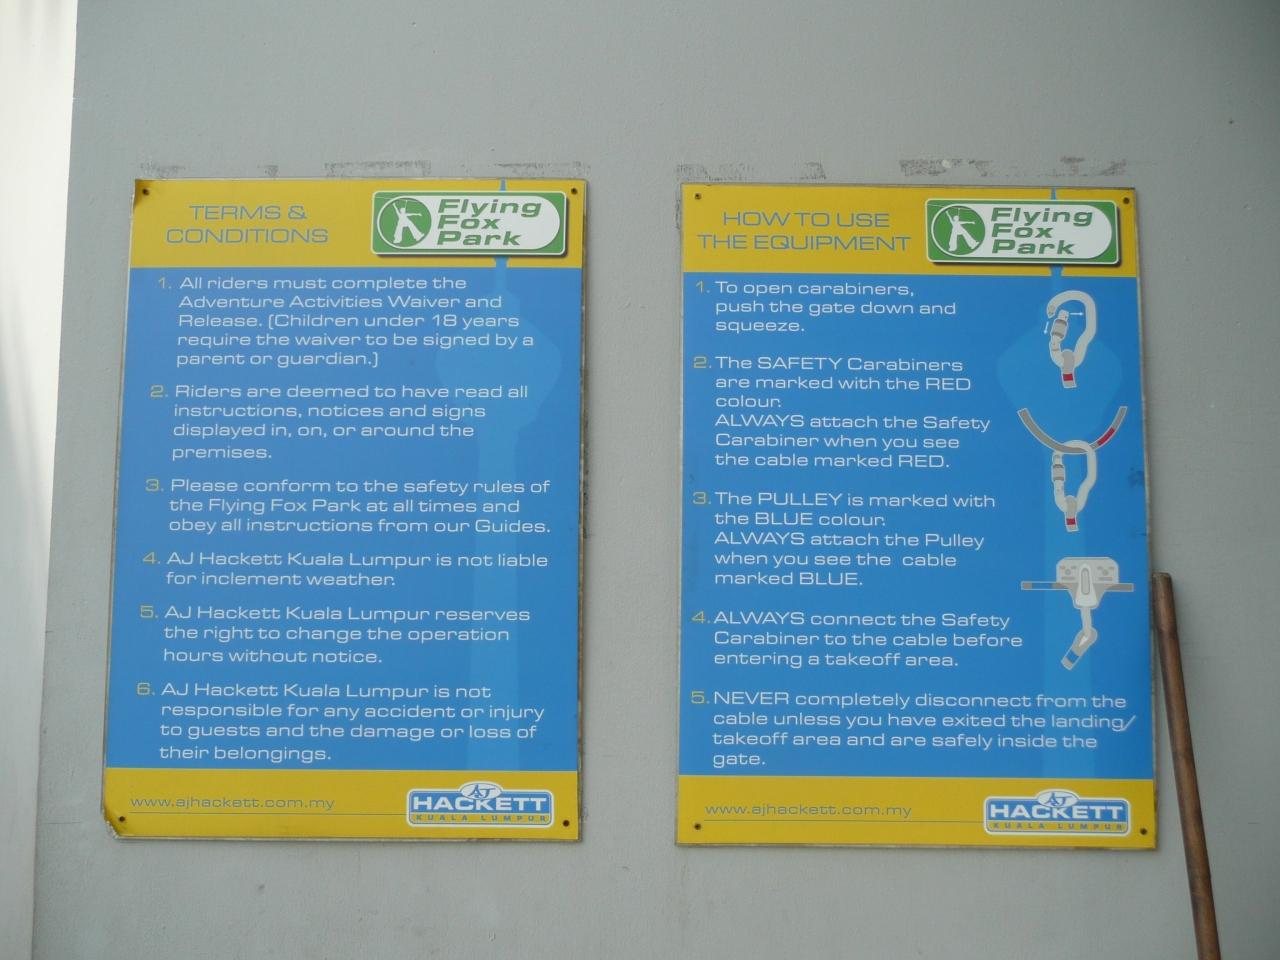 TERMS &
CONDITIONS
Flying
Fox
Park
1. All riders must complete the
Adventure Activities Waiver and
Release. (Children under 18 years
require the waiver to be signed by a
parent or guardian.)
2. Riders are deemed to have read all
instructions, notices and signs
displayed in, on, or around the
premises.
3. Please conform to the safety rules of
the Flying Fox Park at all times and
obey all instructions from our Guides.
4. AJ Hackett Kuala Lumpur is not liable
for inclement weather.
5. AJ Hackett Kuala Lumpur reserves
the right to change the operation
hours without notice.
6. AJ Hackett Kuala Lumpur is not
responsible for any accident or injury
to guests and the damage or loss of
their belongings.
www.ajhackett.com.my
AJ
HACKETT
KUALA LUMPUR
HOW TO USE
THE EQUIPMENT
Flying
Fox
Park
1. To open carabiners,
push the gate down and
squeeze.
2. The SAFETY Carabiners
are marked with the RED
colour.
ALWAYS attach the Safety
Carabiner when you see
the cable marked RED.
3. The PULLEY is marked with
the BLUE colour.
ALWAYS attach the Pulley
when you see the cable
marked BLUE.
4. ALWAYS connect the Safety
Carabiner to the cable before
entering a takeoff area.
5. NEVER completely disconnect from the
cable unless you have exited the landing/
takeoff area and are safely inside the
gate.
www.ajhackett.com.my
AJ
HACKETT
KUALA LUMPUR